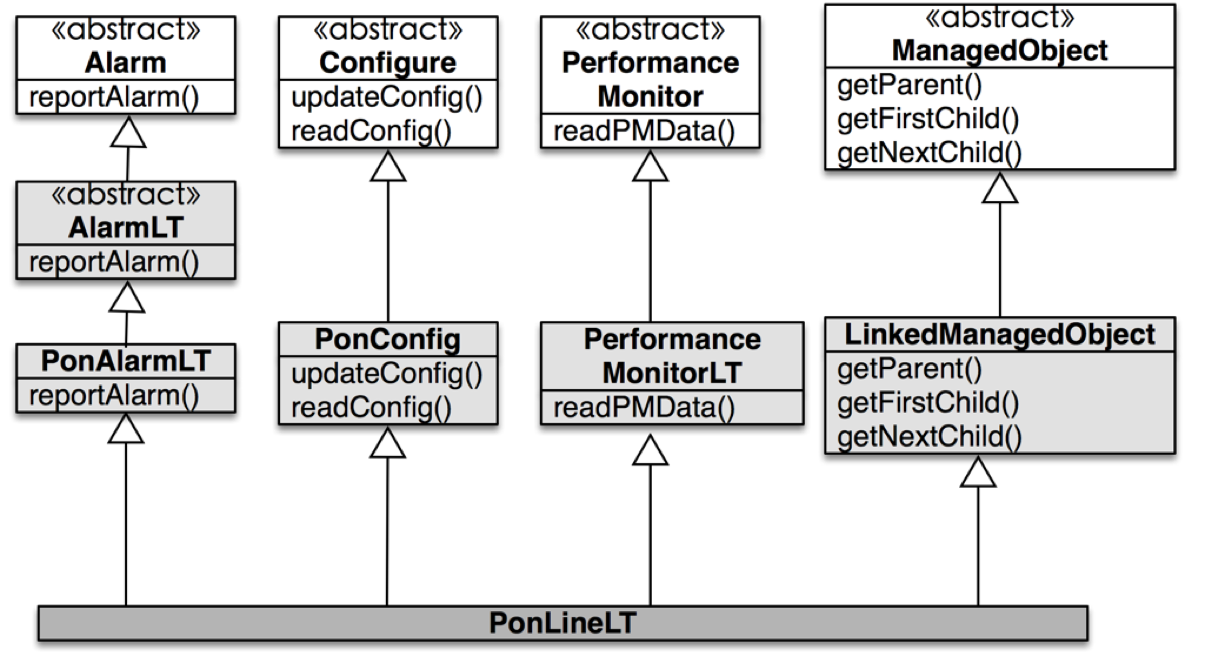 «abstract»
Alarm
reportAlarm()
«abstract»
Configure
updateConfig()
readConfig()
«abstract»
Performance
Monitor
readPMData()
«abstract»
ManagedObject
getParent()
getFirstChild()
getNextChild()
«abstract»
AlarmLT
reportAlarm()
PonAlarmLT
reportAlarm()
PonConfig
updateConfig()
readConfig()
Performance
MonitorLT
readPMData()
LinkedManagedObject
getParent()
getFirstChild()
getNextChild()
PonLineLT